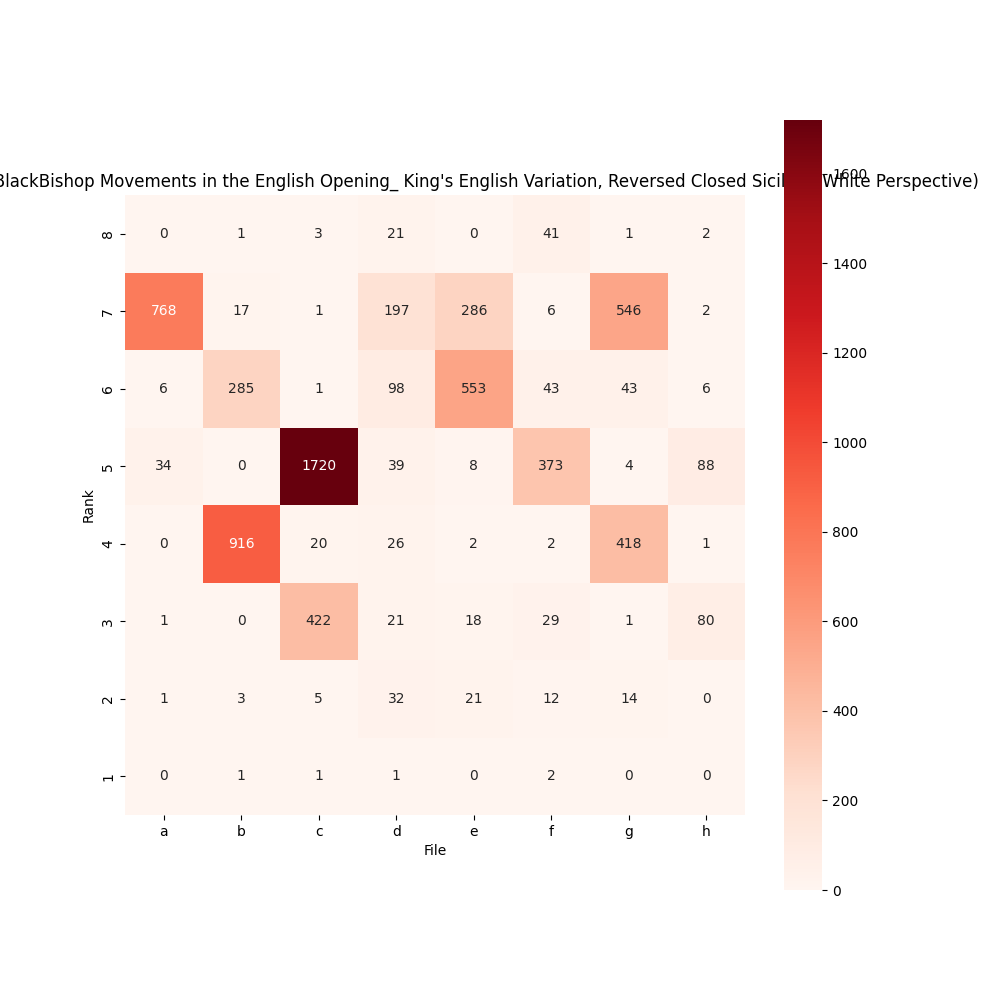 BlackBishop Movements in the English Opening_ King's English Variation, Reversed Closed Sici White Perspective)
1600
1400
1200
1000
800
600
400
200
0
8 0 1 3 21 0 41 1 2
7 768 17 1 197 286 6 546 2
6 6 285 1 98 553 43 43 6
5 34 0 1720 39 8 373 4 88
4 0 916 20 26 2 2 418 1
3 1 0 422 21 18 29 1 80
2 1 3 5 32 21 12 14 0
1 0 1 1 1 0 2 0 0
Rank
a b c d e f g h
File